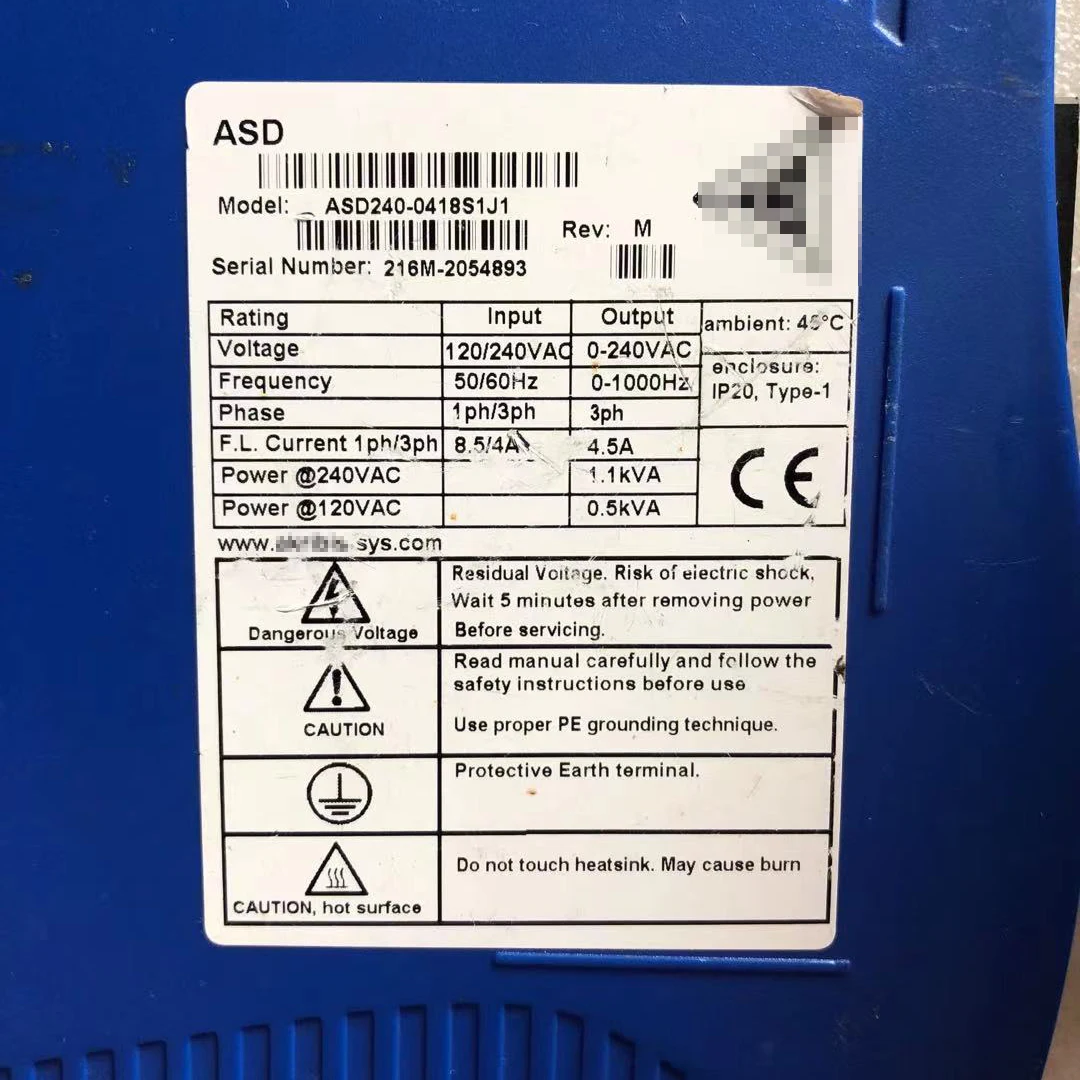 ASD
Model: ASD240-0418S1J1
Rev: M
Serial Number: 216M-2054893
Rating Input Output
Voltage 120/240VAC 0-240VAC
Frequency 50/60Hz 0-1000Hz
Phase 1ph/3ph 3ph
F.L. Current 1ph/3ph 8.5/4A 4.5A
Power @240VAC 1.1kVA
Power @120VAC 0.5kVA
ambient: 45°C
enclosure:
IP20, Type-1
CE
www. sys.com
Dangerous Voltage
Residual Voltage. Risk of electric shock,
Wait 5 minutes after removing power
Before servicing.
CAUTION
Read manual carefully and follow the
safety instructions before use
Use proper PE grounding technique.
Protective Earth terminal.
CAUTION, hot surface
Do not touch heatsink. May cause burn